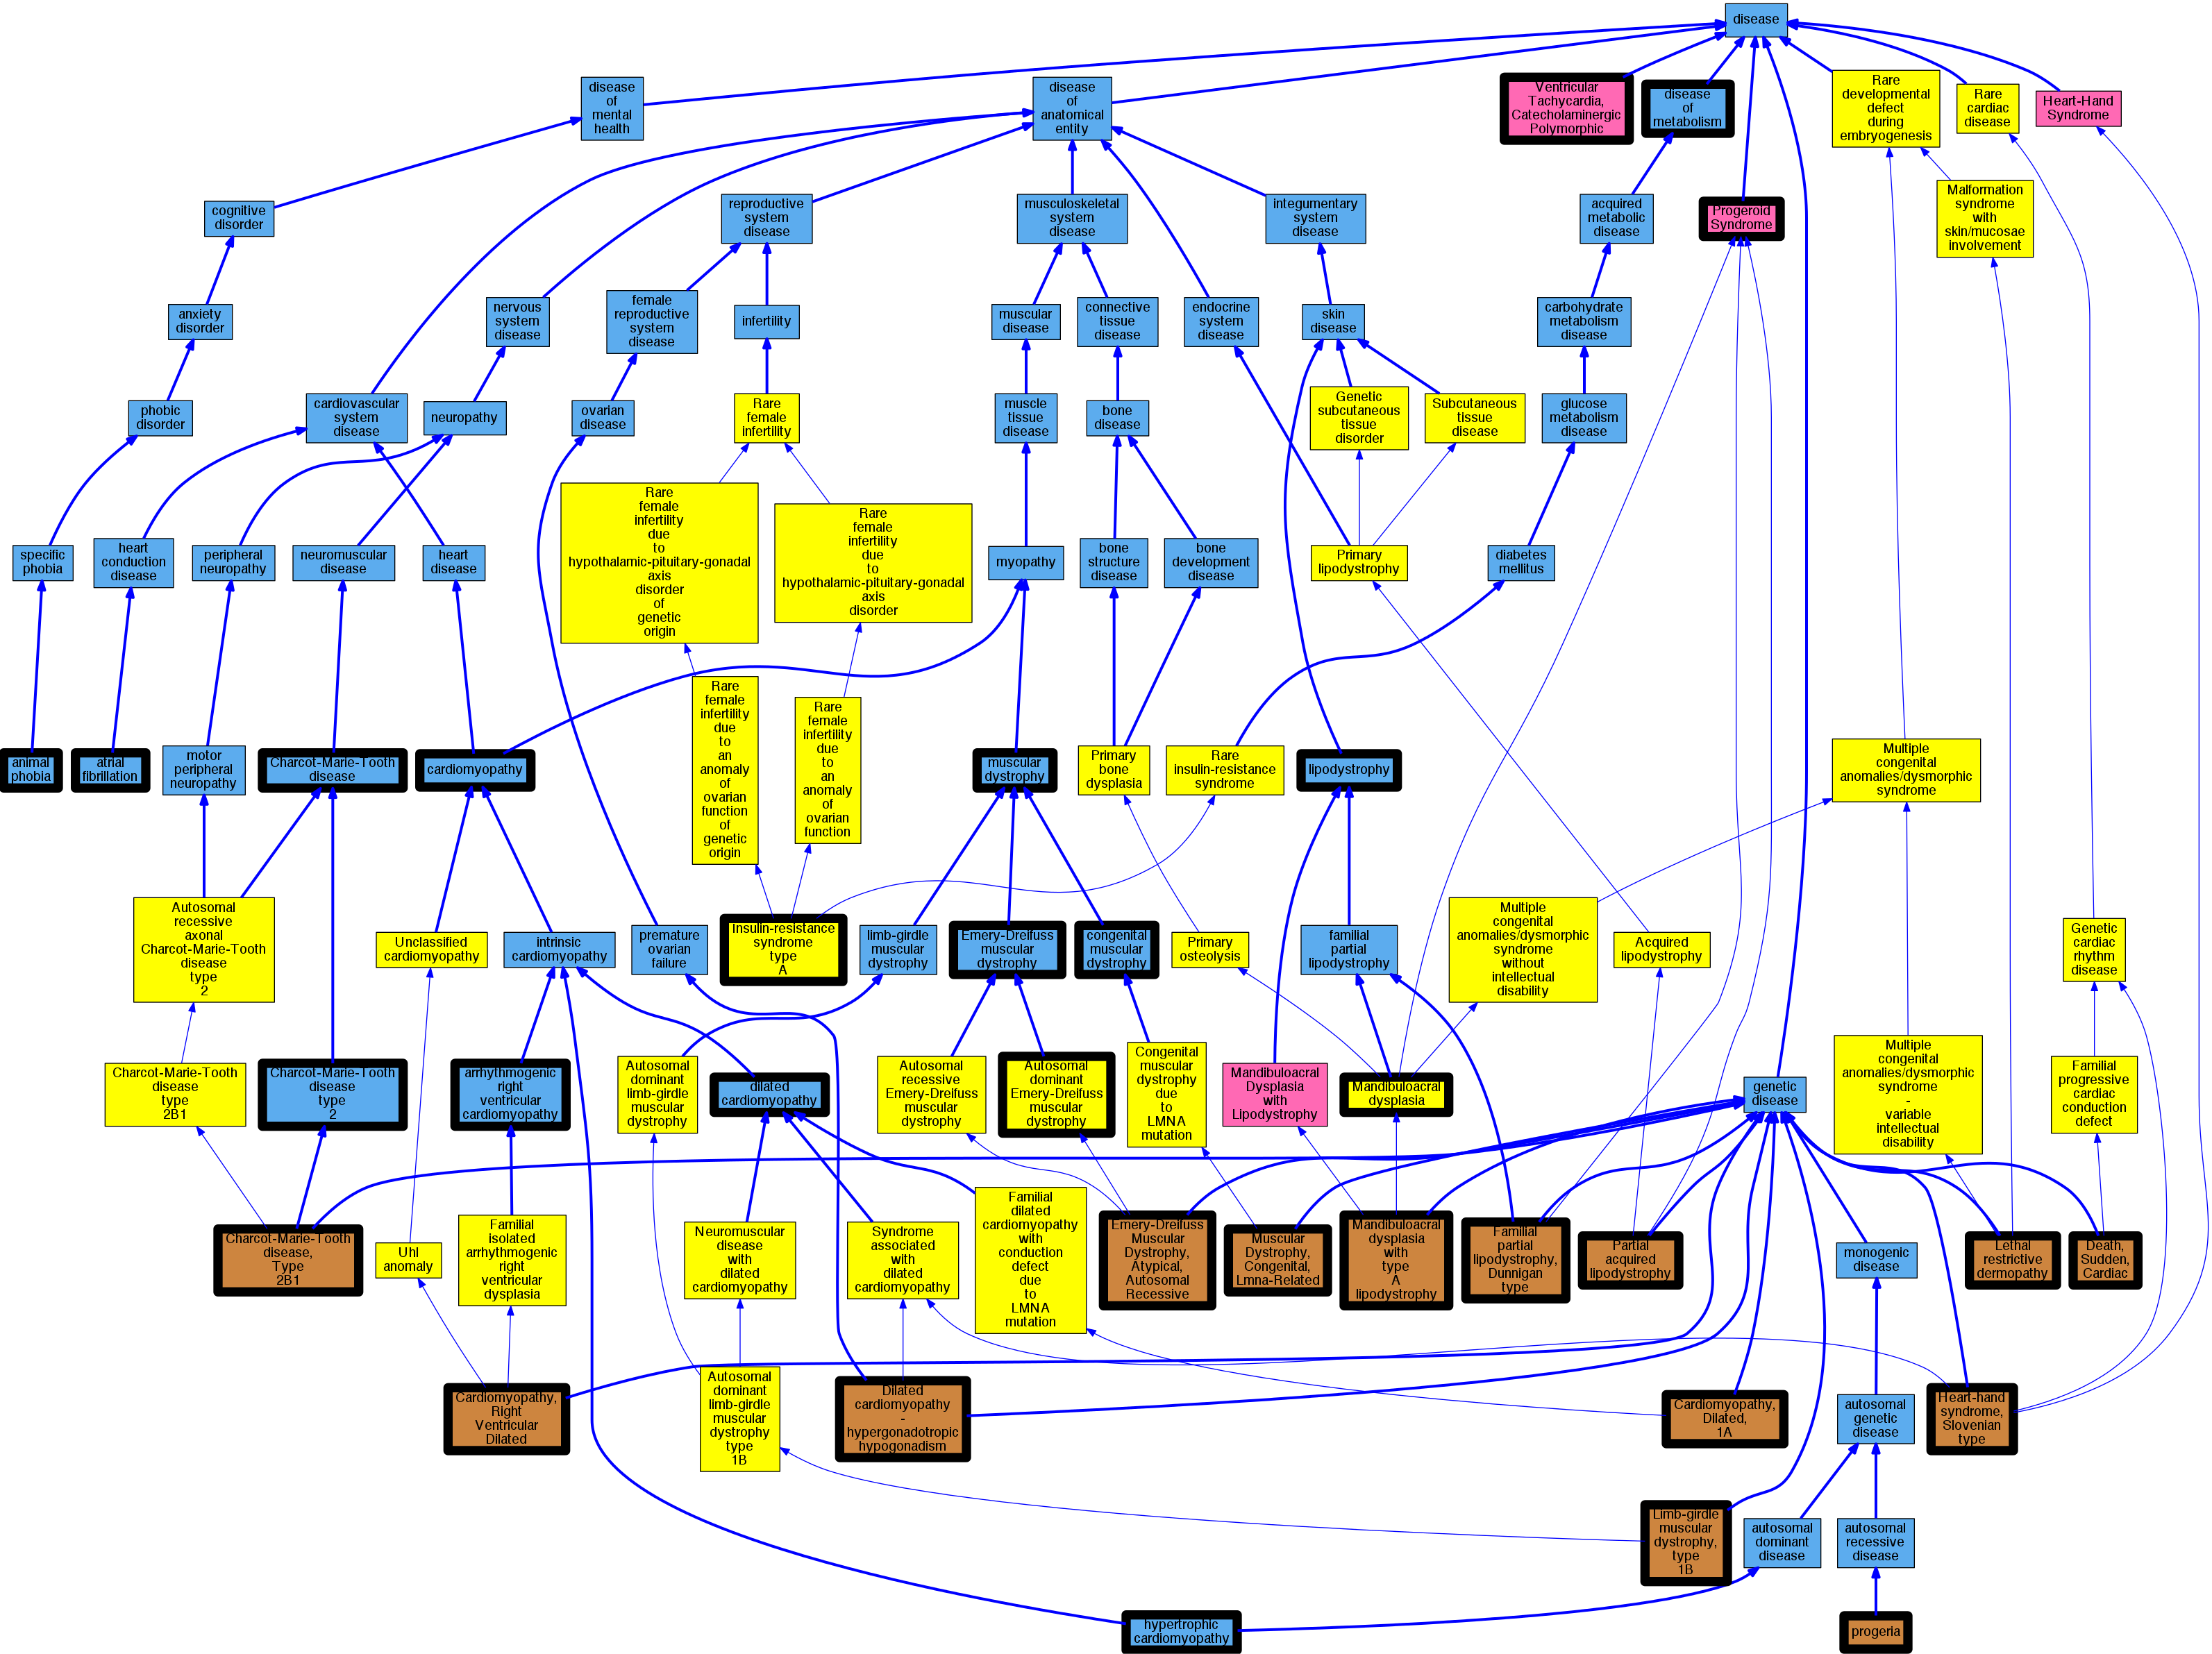 disease
disease
of
mental
health
disease
of
anatomical
entity
Ventricular
Tachycardia,
Catecholaminergic
Polymorphic
disease
of
metabolism
Rare
developmental
defect
during
embryogenesis
Rare
cardiac
disease
Heart-Hand
Syndrome
cognitive
disorder
reproductive
system
disease
musculoskeletal
system
disease
integumentary
system
disease
acquired
metabolic
disease
Progeroid
Syndrome
Malformation
syndrome
with
skin/mucosae
involvement
anxiety
disorder
nervous
system
disease
female
reproductive
system
disease
infertility
muscular
disease
connective
tissue
disease
endocrine
system
disease
skin
disease
carbohydrate
metabolism
disease
phobic
disorder
cardiovascular
system
disease
neuropathy
ovarian
disease
Rare
female
infertility
muscle
tissue
disease
bone
disease
Genetic
subcutaneous
tissue
disorder
Subcutaneous
tissue
disease
glucose
metabolism
disease
specific
phobia
heart
conduction
disease
peripheral
neuropathy
neuromuscular
disease
heart
disease
Rare
female
infertility
due
to
hypothalamic-pituitary-gonadal
axis
disorder
of
genetic
origin
Rare
female
infertility
due
to
hypothalamic-pituitary-gonadal
axis
disorder
myopathy
bone
structure
disease
bone
development
disease
Primary
lipodystrophy
diabetes
mellitus
animal
phobia
atrial
fibrillation
motor
peripheral
neuropathy
Charcot-Marie-Tooth
disease
cardiomyopathy
Rare
female
infertility
due
to
an
anomaly
of
ovarian
function
of
genetic
origin
Rare
female
infertility
due
to
an
anomaly
of
ovarian
function
muscular
dystrophy
Primary
bone
dysplasia
Rare
insulin-resistance
syndrome
lipodystrophy
Multiple
congenital
anomalies/dysmorphic
syndrome
Autosomal
recessive
axonal
Charcot-Marie-Tooth
disease
type
2
Unclassified
cardiomyopathy
intrinsic
cardiomyopathy
premature
ovarian
failure
Insulin-resistance
syndrome
type
A
limb-girdle
muscular
dystrophy
Emery-Dreifuss
muscular
dystrophy
congenital
muscular
dystrophy
Primary
osteolysis
familial
partial
lipodystrophy
Multiple
congenital
anomalies/dysmorphic
syndrome
without
intellectual
disability
Acquired
lipodystrophy
Genetic
cardiac
rhythm
disease
Charcot-Marie-Tooth
disease
type
2B1
Charcot-Marie-Tooth
disease
type
2
arrhythmogenic
right
ventricular
cardiomyopathy
Autosomal
dominant
limb-girdle
muscular
dystrophy
dilated
cardiomyopathy
Autosomal
recessive
Emery-Dreifuss
muscular
dystrophy
Autosomal
dominant
Emery-Dreifuss
muscular
dystrophy
Congenital
muscular
dystrophy
due
to
LMNA
mutation
Mandibuloacral
Dysplasia
with
Lipodystrophy
Mandibuloacral
dysplasia
genetic
disease
Multiple
congenital
anomalies/dysmorphic
syndrome
-
variable
intellectual
disability
Familial
progressive
cardiac
conduction
defect
Charcot-Marie-Tooth
disease,
Type
2B1
Uhl
anomaly
Familial
isolated
arrhythmogenic
right
ventricular
dysplasia
Neuromuscular
disease
with
dilated
cardiomyopathy
Syndrome
associated
with
dilated
cardiomyopathy
Familial
dilated
cardiomyopathy
with
conduction
defect
due
to
LMNA
mutation
Emery-Dreifuss
Muscular
Dystrophy,
Atypical,
Autosomal
Recessive
Muscular
Dystrophy,
Congenital,
Lmna-Related
Mandibuloacral
dysplasia
with
type
A
lipodystrophy
Familial
partial
lipodystrophy,
Dunnigan
type
Partial
acquired
lipodystrophy
monogenic
disease
Lethal
restrictive
dermopathy
Death,
Sudden,
Cardiac
Cardiomyopathy,
Right
Ventricular
Dilated
Autosomal
dominant
limb-girdle
muscular
dystrophy
type
1B
Dilated
cardiomyopathy
-
hypergonadotropic
hypogonadism
Cardiomyopathy,
Dilated,
1A
autosomal
genetic
disease
Heart-hand
syndrome,
Slovenian
type
Limb-girdle
muscular
dystrophy,
type
1B
autosomal
dominant
disease
autosomal
recessive
disease
hypertrophic
cardiomyopathy
progeria